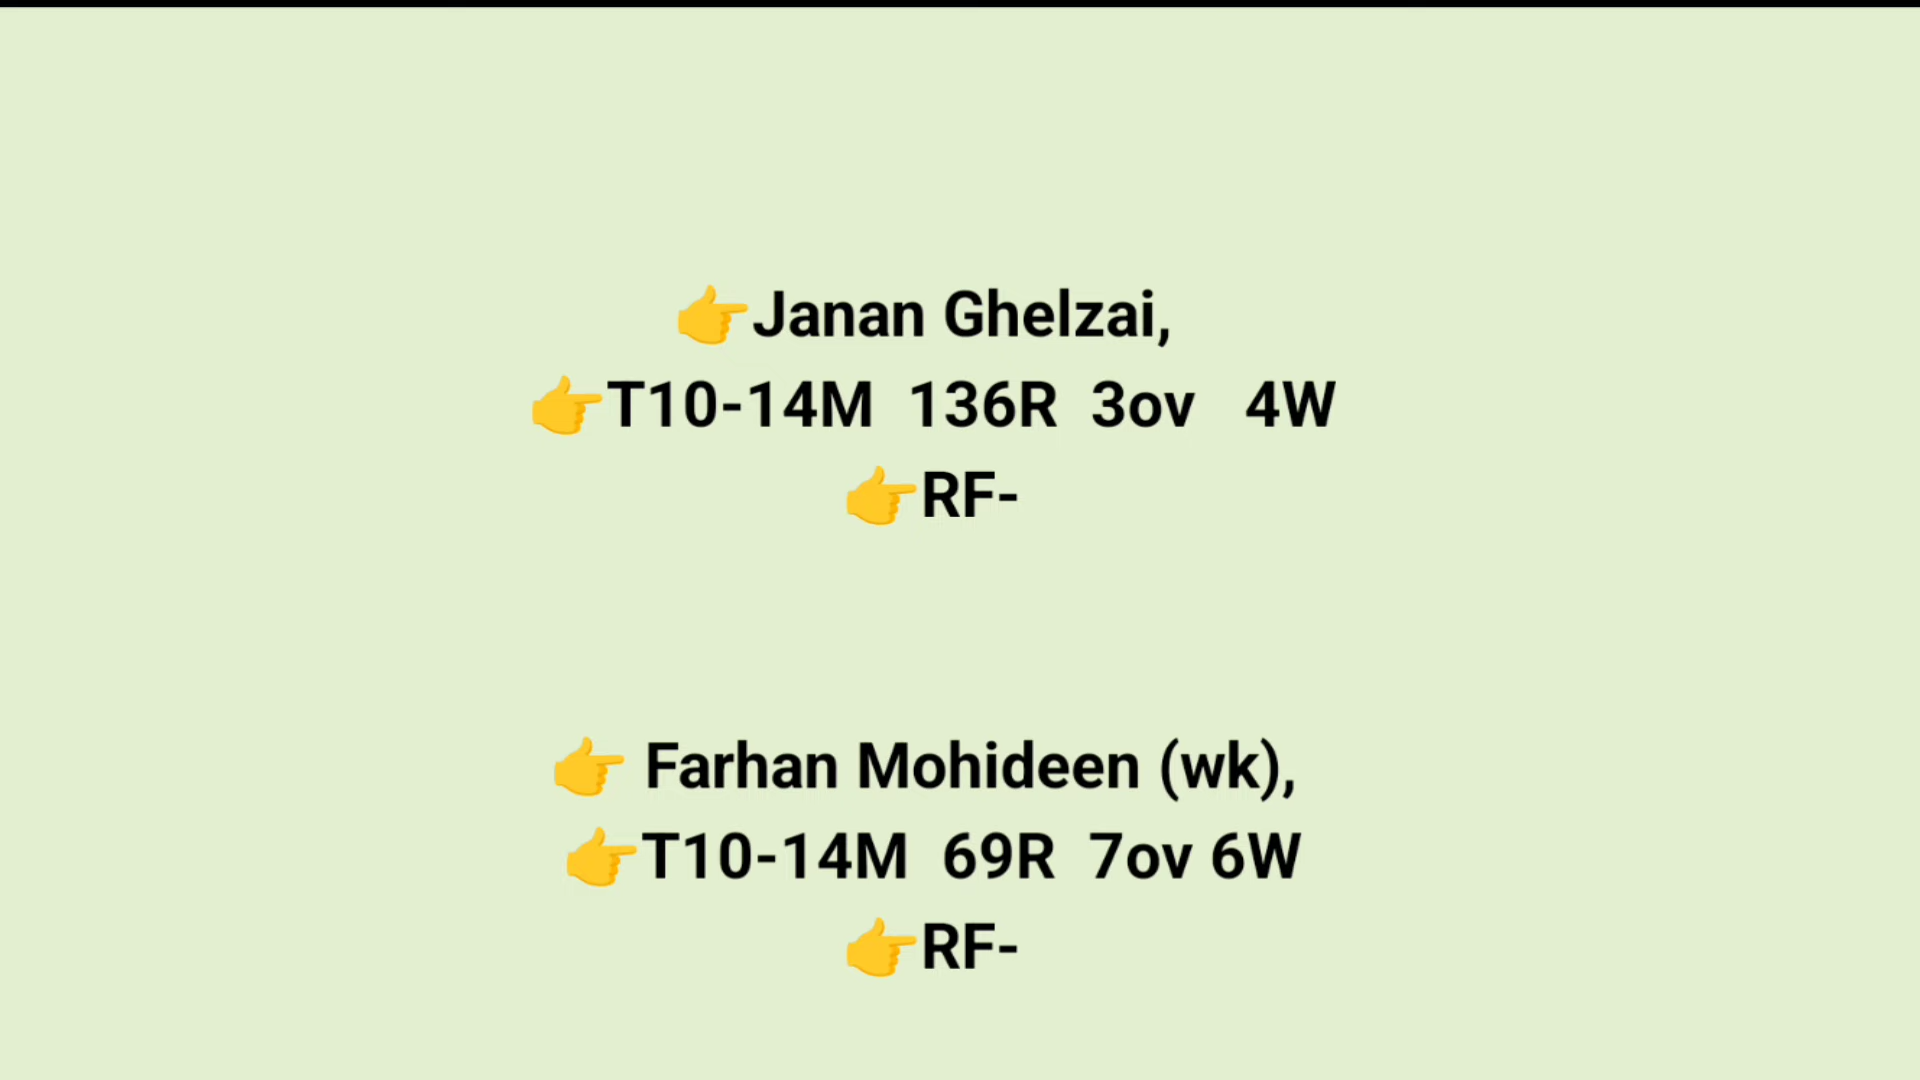 👉Janan Ghelzai,
👉T10-14M 136R 3ov 4W
👉RF-
👉 Farhan Mohideen (wk),
👉T10-14M 69R 7ov 6W
👉RF-